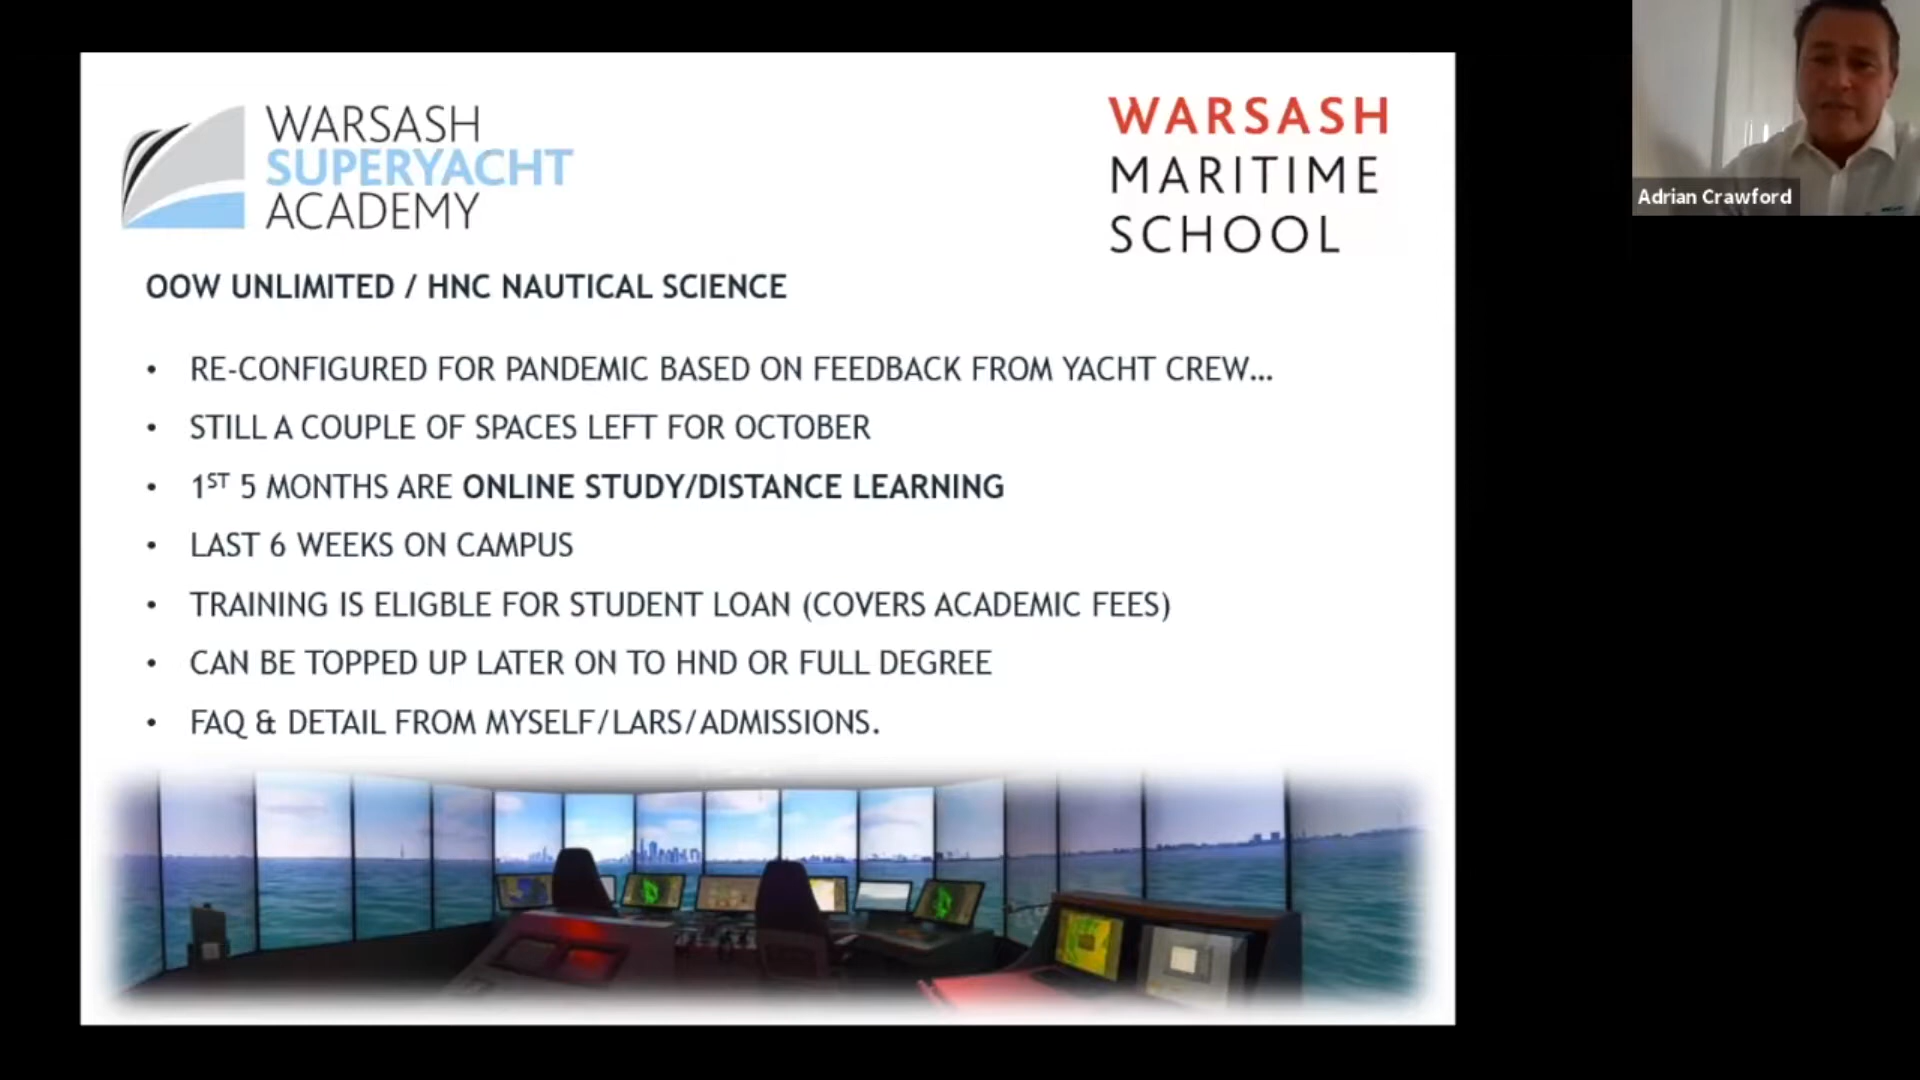 WARSASH
SUPERYACHT
ACADEMY
WARSASH
MARITIME
SCHOOL
Adrian Crawford
OOW UNLIMITED / HNC NAUTICAL SCIENCE
• RE-CONFIGURED FOR PANDEMIC BASED ON FEEDBACK FROM YACHT CREW...
• STILL A COUPLE OF SPACES LEFT FOR OCTOBER
• 1ST 5 MONTHS ARE ONLINE STUDY/DISTANCE LEARNING
• LAST 6 WEEKS ON CAMPUS
• TRAINING IS ELIGBLE FOR STUDENT LOAN (COVERS ACADEMIC FEES)
• CAN BE TOPPED UP LATER ON TO HND OR FULL DEGREE
• FAQ & DETAIL FROM MYSELF/LARS/ADMISSIONS.